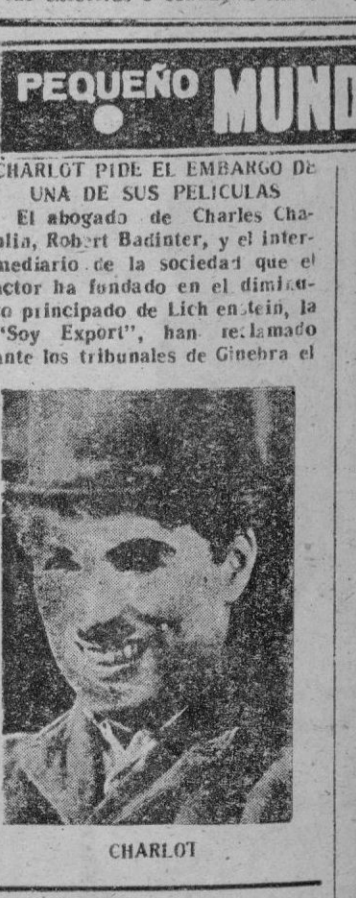 PEQUEÑO MUND
CHARLOT PIDE EL EMBARGO DE
UNA DE SUS PELICULAS
El abogado de Charles Cha-
plin, Robert Badinter, y el inter-
mediario de la sociedad que el
actor ha fundado en el diminu-
to principado de Lich enstein, la
"Soy Export", han reclamado
ante los tribunales de Ginebra el
CHARLOT